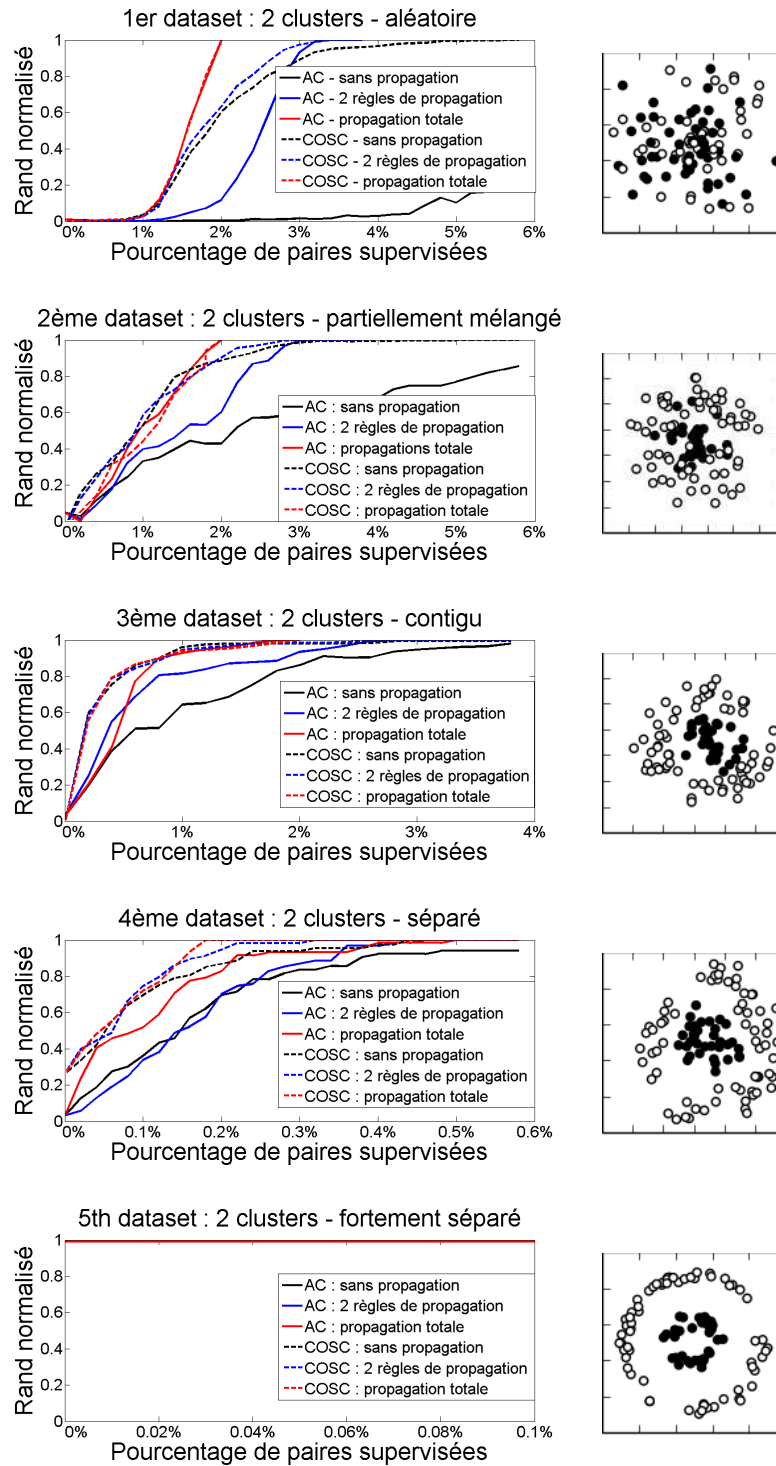 1er dataset : 2 clusters - aléatoire
Rand normalisé
1
0.8
0.6
0.4
0.2
0
AC - sans propagation
AC - 2 règles de propagation
AC - propagation totale
COSC - sans propagation
COSC - 2 règles de propagation
COSC - propagation totale
0% 1% 2% 3% 4% 5% 6%
Pourcentage de paires supervisées
2ème dataset : 2 clusters - partiellement mélangé
Rand normalisé
1
0.8
0.6
0.4
0.2
0
AC : sans propagation
AC : 2 règles de propagation
AC : propagations totale
COSC : sans propagation
COSC : 2 règles de propagation
COSC : propagation totale
0% 1% 2% 3% 4% 5% 6%
Pourcentage de paires supervisées
3ème dataset : 2 clusters - contigu
Rand normalisé
1
0.8
0.6
0.4
0.2
0
AC : sans propagation
AC : 2 règles de propagation
AC : propagation totale
COSC : sans propagation
COSC : 2 règles de propagation
COSC : propagation totale
0% 1% 2% 3% 4%
Pourcentage de paires supervisées
4ème dataset : 2 clusters - séparé
Rand normalisé
1
0.8
0.6
0.4
0.2
0
AC : sans propagation
AC : 2 règles de propagation
AC : propagation totale
COSC : sans propagation
COSC : 2 règles de propagation
COSC : propagation totale
0% 0.1% 0.2% 0.3% 0.4% 0.5% 0.6%
Pourcentage de paires supervisées
5th dataset : 2 clusters - fortement séparé
Rand normalisé
1
0.8
0.6
0.4
0.2
0
AC : sans propagation
AC : 2 règles de propagation
AC : propagation totale
COSC : sans propagation
COSC : 2 règles de propagation
COSC : propagation totale
0% 0.02% 0.04% 0.06% 0.08% 0.1%
Pourcentage de paires supervisées